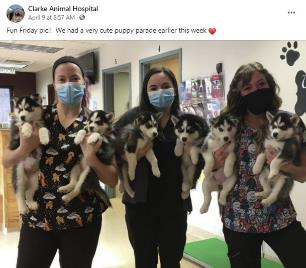 Clarke Animal Hospital
April 9 at 5:57 AM ·
Fun Friday pic!! We had a very cute puppy parade earlier this week ❤️